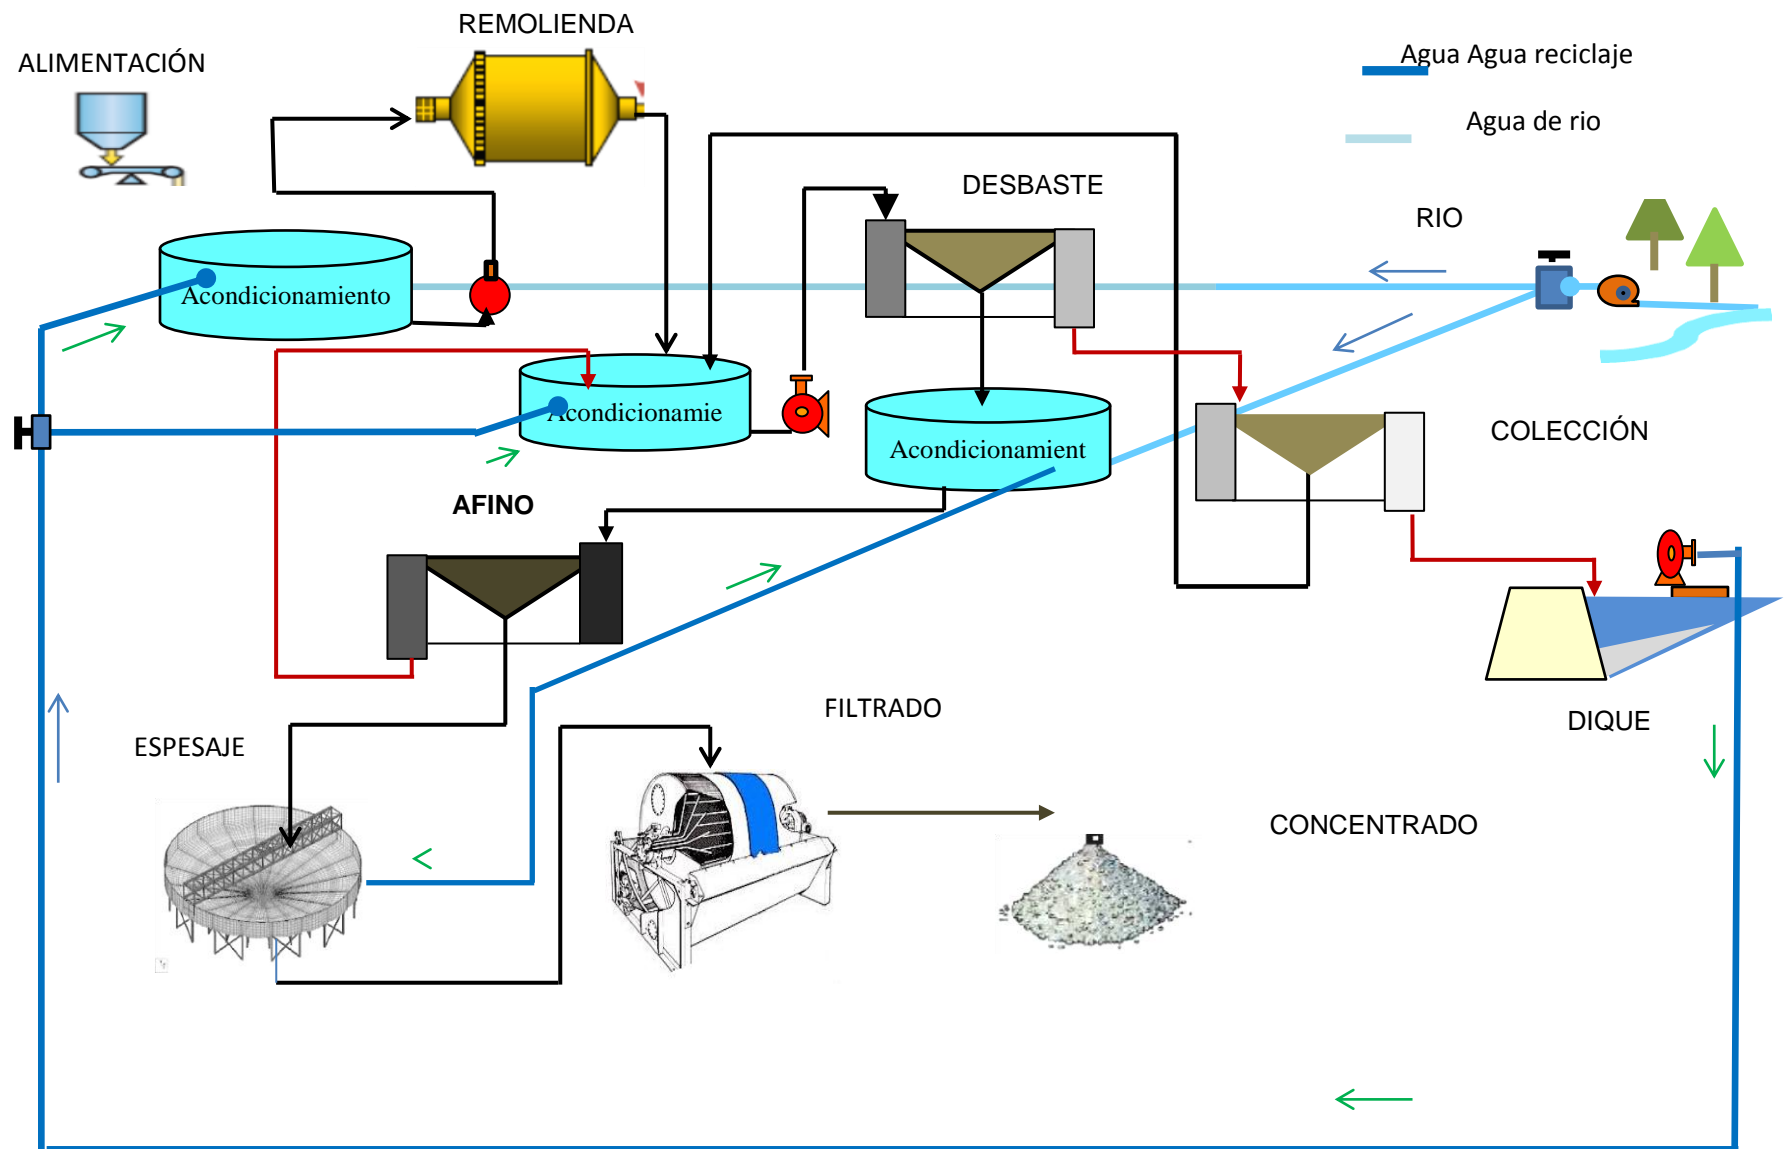 REMOLIENDA
ALIMENTACIÓN
Agua Agua reciclaje
Agua de rio
DESBASTE
RIO
Acondicionamiento
Acondicionamie
Acondicionamient
COLECCIÓN
AFINO
FILTRADO
DIQUE
ESPESAJE
CONCENTRADO